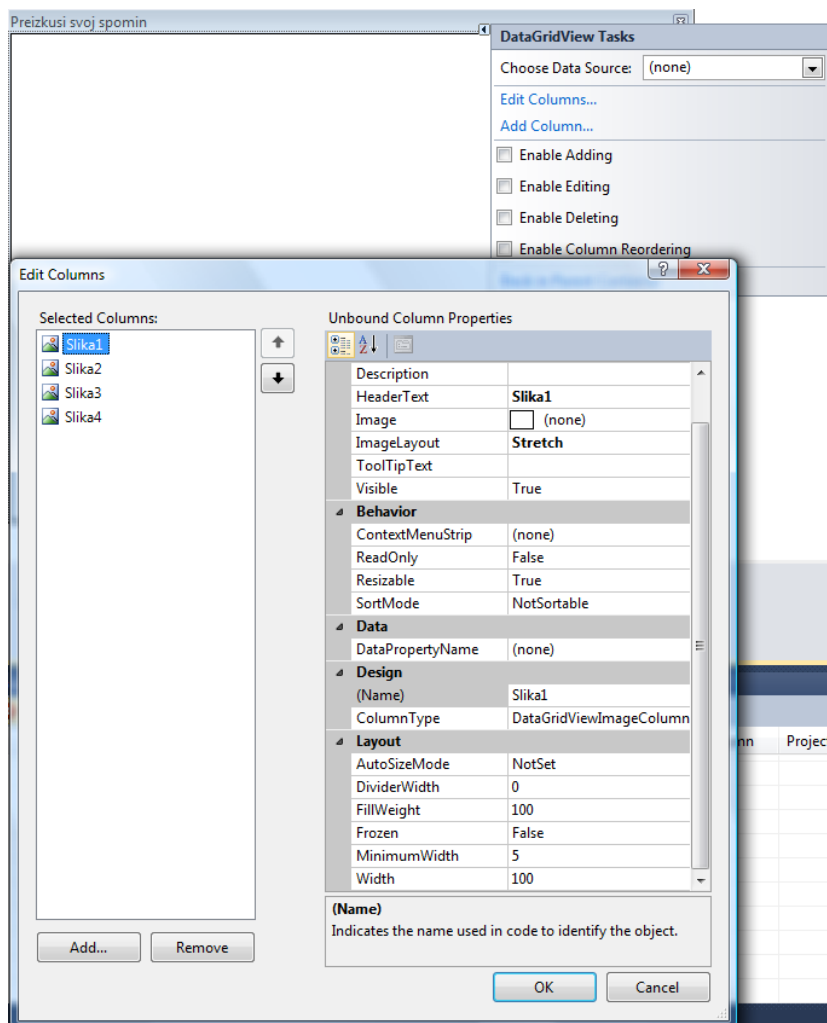 Preizkusi svoj spomin
DataGridView Tasks
Choose Data Source: (none)
Edit Columns...
Add Column...
Enable Adding
Enable Editing
Enable Deleting
Enable Column Reordering
Edit Columns
Selected Columns:
Slika1
Slika2
Slika3
Slika4
Add... Remove
Unbound Column Properties
Description
HeaderText Slika1
Image (none)
ImageLayout Stretch
ToolTipText
Visible True
Behavior
ContextMenuStrip (none)
ReadOnly False
Resizable True
SortMode NotSortable
Data
DataPropertyName (none)
Design
(Name) Slika1
ColumnType DataGridViewImageColumn
Layout
AutoSizeMode NotSet
DividerWidth 0
FillWeight 100
Frozen False
MinimumWidth 5
Width 100
(Name)
Indicates the name used in code to identify the object.
OK Cancel
mn Projec